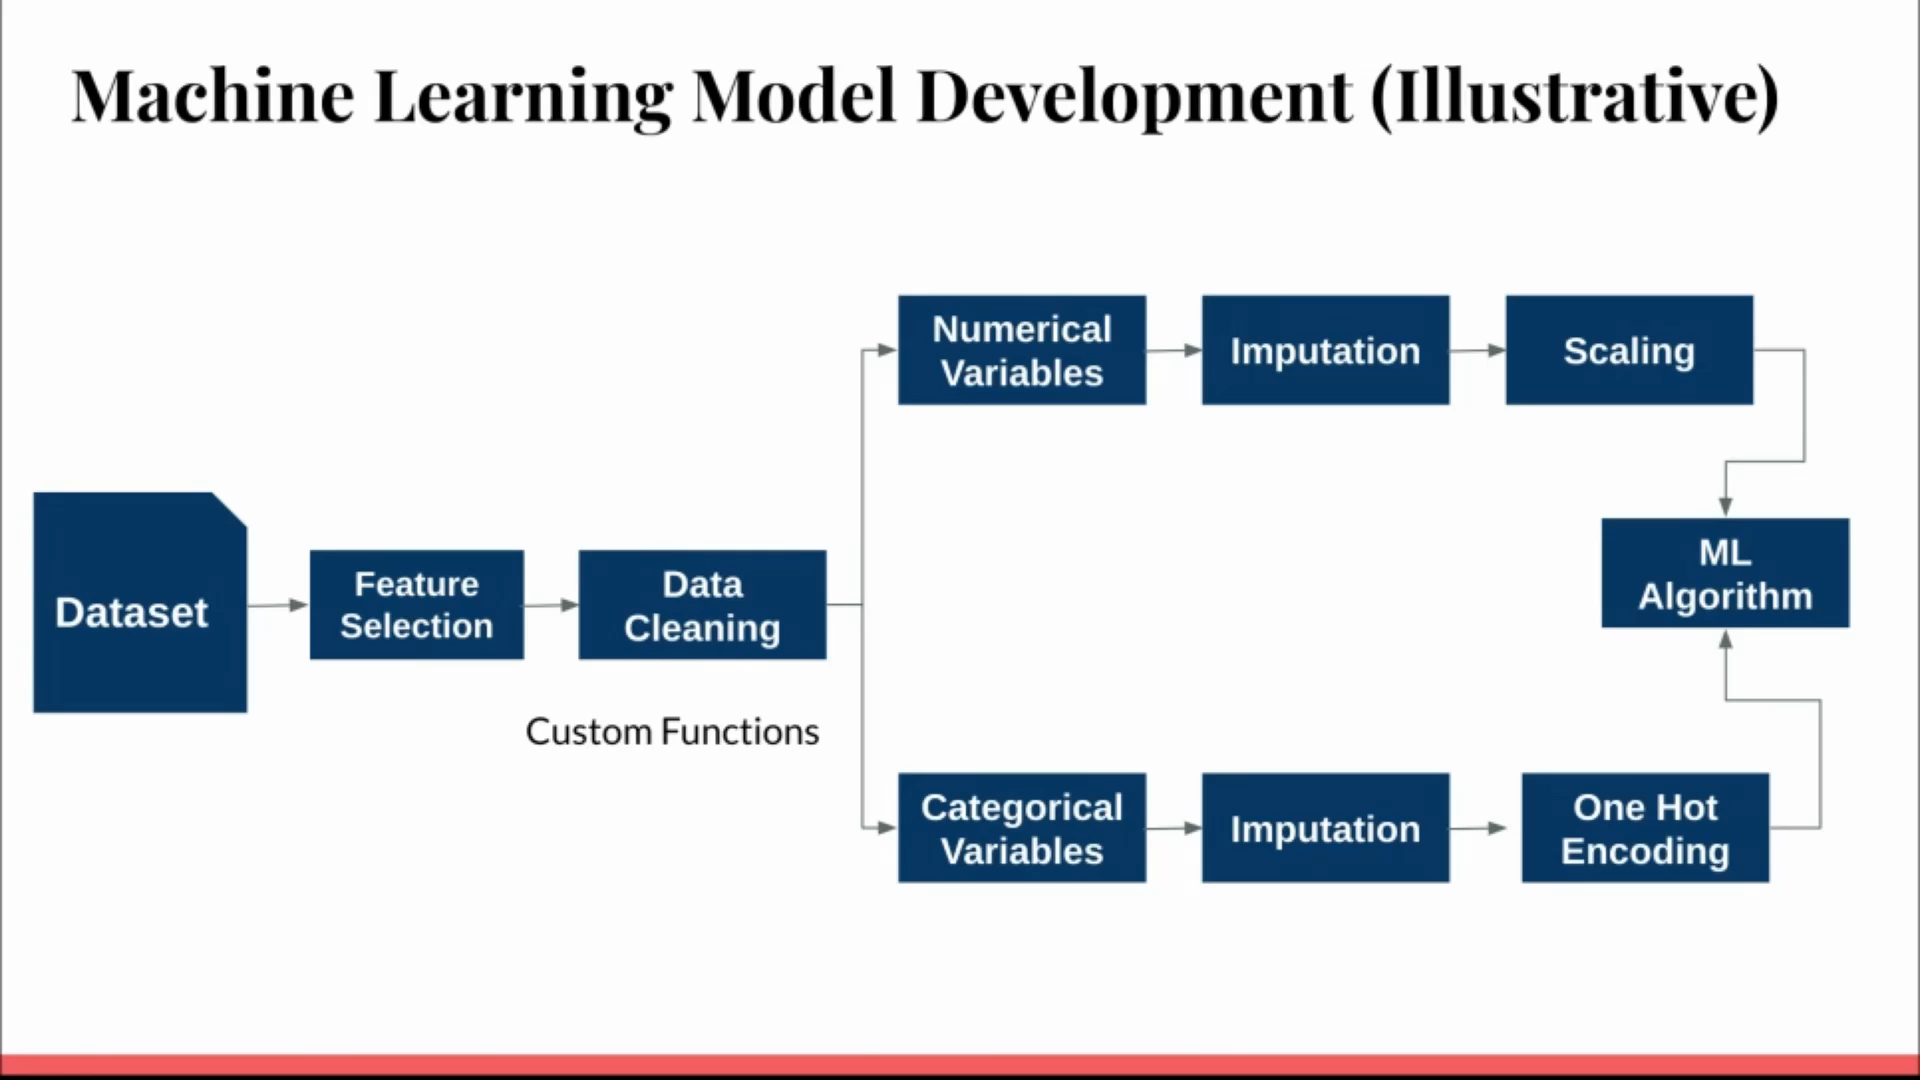 Machine Learning Model Development (Illustrative)
Numerical
Variables
Imputation
Scaling
Dataset
Feature
Selection
Data
Cleaning
ML
Algorithm
Custom Functions
Categorical
Variables
Imputation
One Hot
Encoding